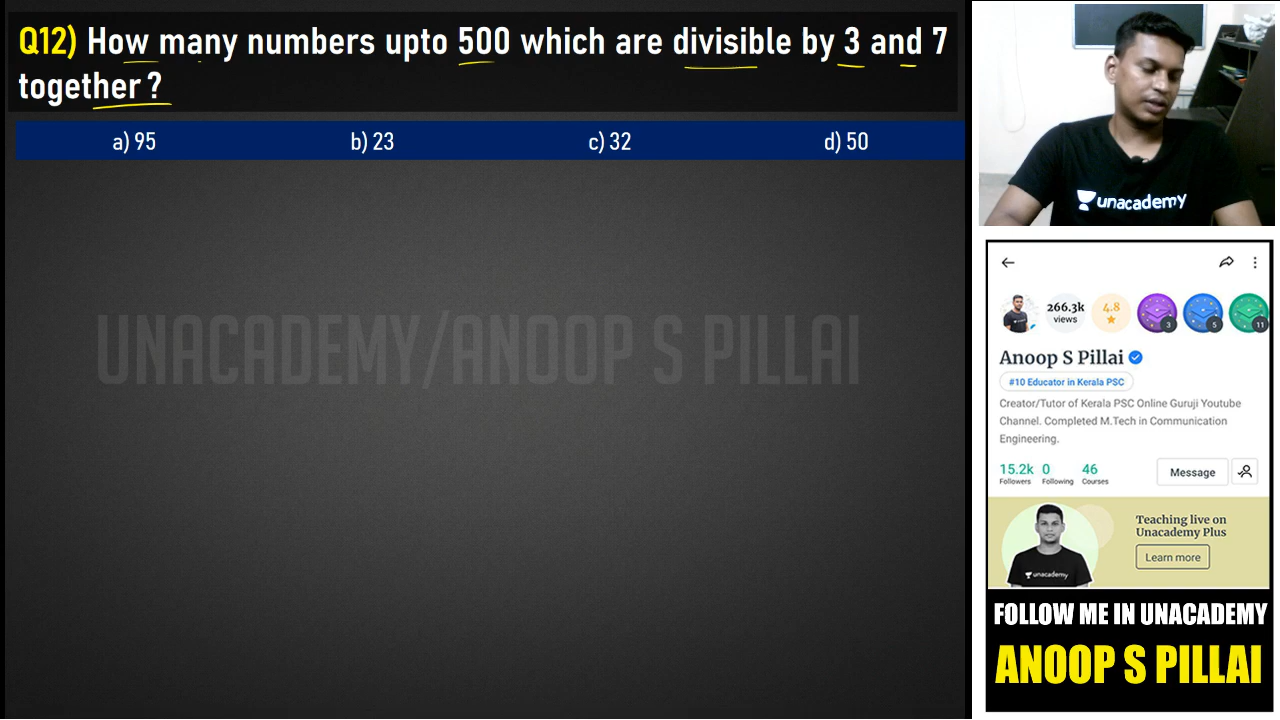 Q12) How many numbers upto 500 which are divisible by 3 and 7
together ?
a) 95 b) 23 c) 32 d) 50
UNACADEMY/ANOOP S PILLAI
unacademy
266.3k
views
4.8
3
5
11
Anoop S Pillai
#10 Educator in Kerala PSC
Creator/Tutor of Kerala PSC Online Guruji Youtube
Channel. Completed M.Tech in Communication
Engineering.
15.2k 0 46
Followers Following Courses
Message
Teaching live on
Unacademy Plus
Learn more
unacademy
FOLLOW ME IN UNACADEMY
ANOOP S PILLAI